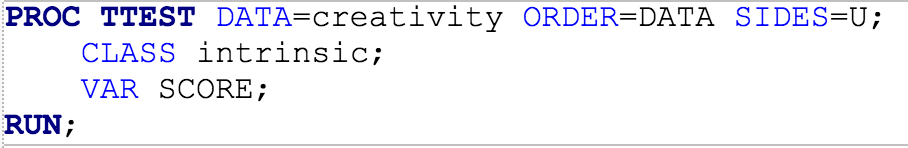 PROC TTEST DATA=creativity ORDER=DATA SIDES=U;
CLASS intrinsic;
VAR SCORE;
RUN;